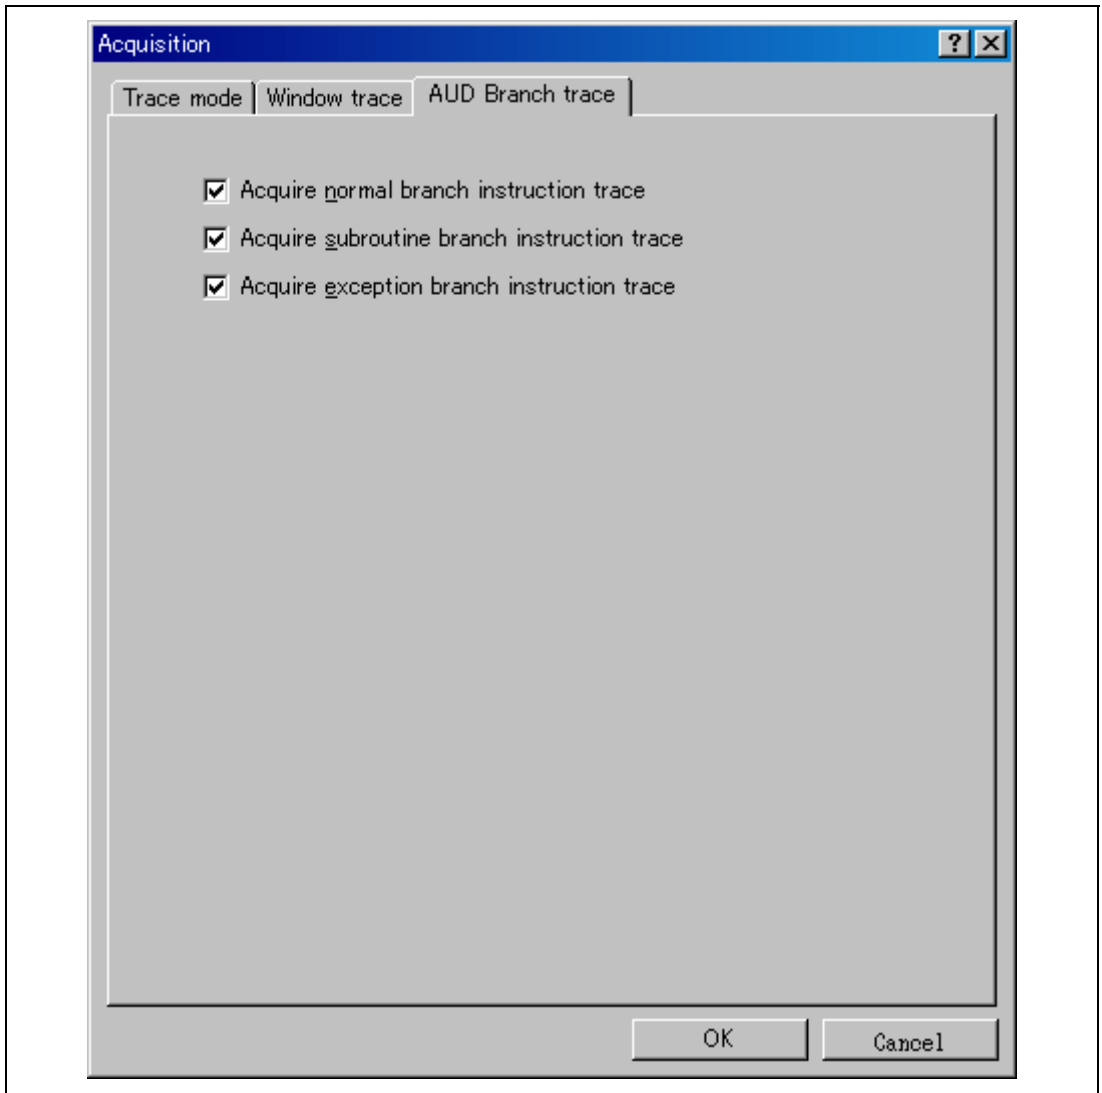 Acquisition
Trace mode Window trace AUD Branch trace
Acquire normal branch instruction trace
Acquire subroutine branch instruction trace
Acquire exception branch instruction trace
OK Cancel